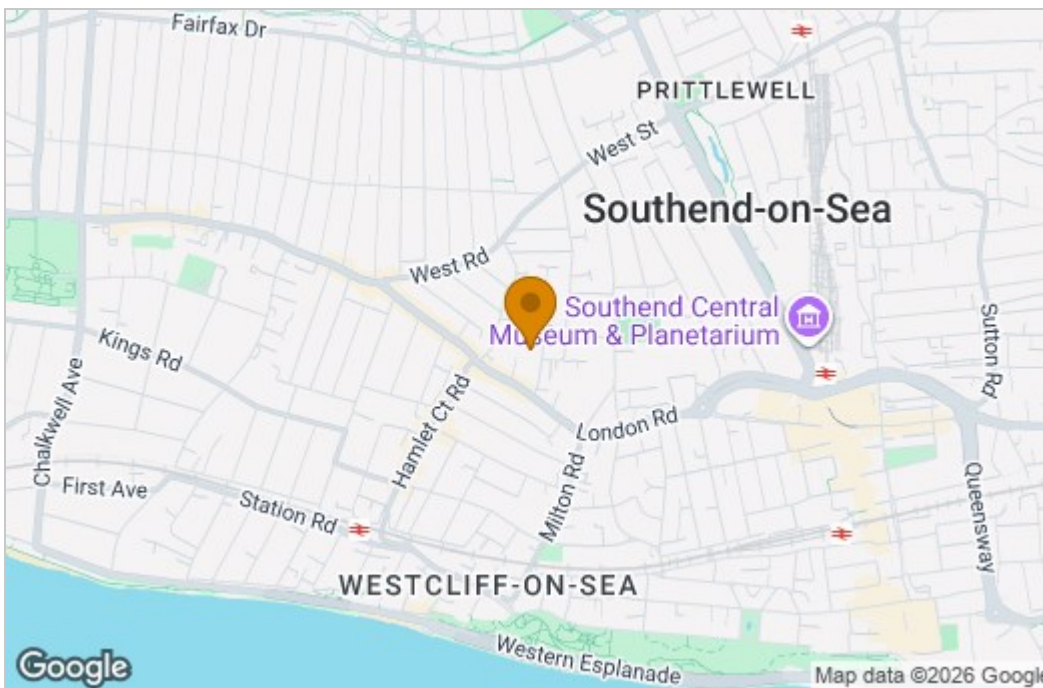 Fairfax Dr
PRITTLEWELL
West St
Southend-on-Sea
West Rd
Southend Central
Museum & Planetarium
Kings Rd
Sutton Rd
Chalkwell Ave
Hamlet Ct Rd
London Rd
Milton Rd
First Ave
Station Rd
Queensway
WESTCLIFF-ON-SEA
Western Esplanade
Google
Map data ©2026 Google